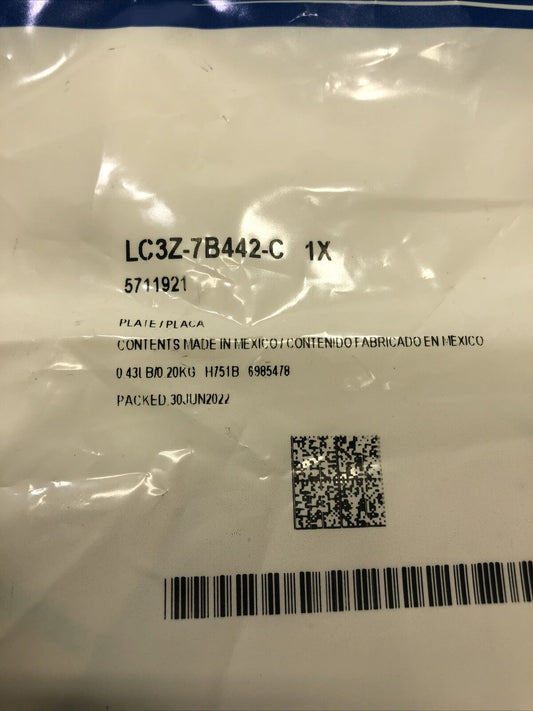 LC3Z-7B442-C 1X
5711921
PLATE / PLACA
CONTENTS MADE IN MEXICO / CONTENIDO FABRICADO EN MEXICO
0.43LB/0.20KG H751B 6985478
PACKED 30JUN2022